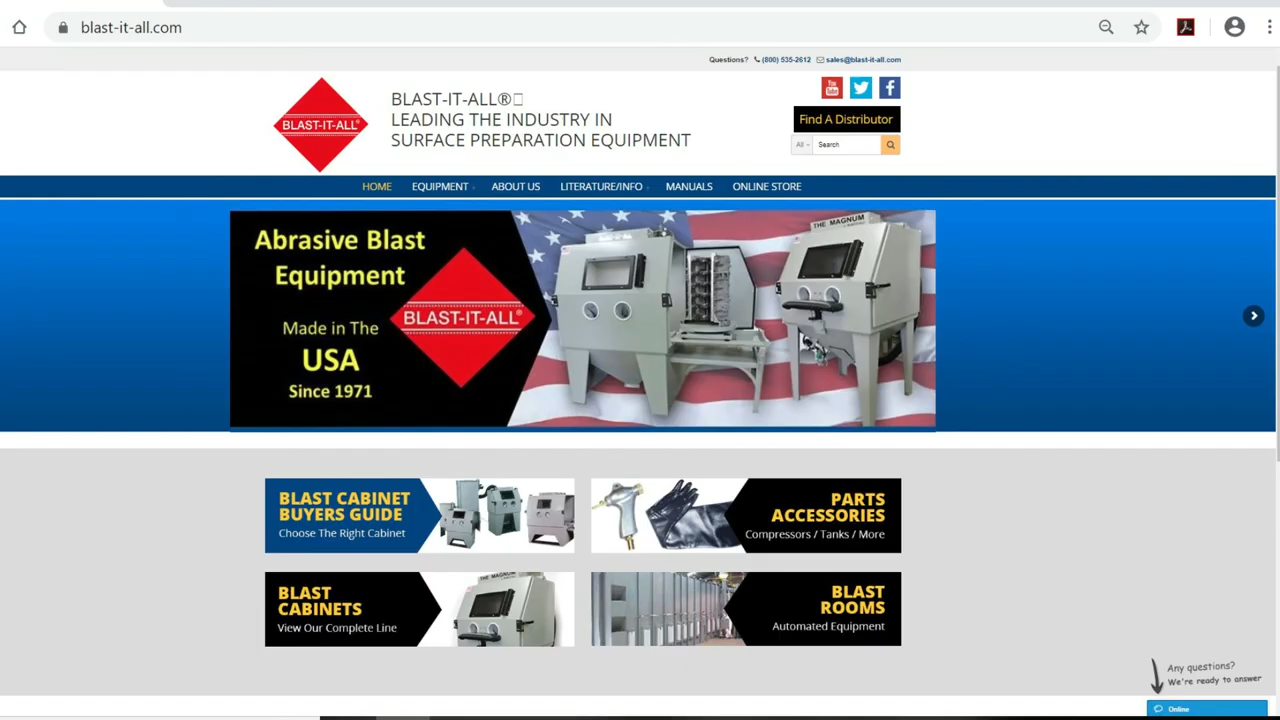 blast-it-all.com
Questions? (800) 535-2612 sales@blast-it-all.com
You
Tube
BLAST-IT-ALL®
BLAST-IT-ALL®
LEADING THE INDUSTRY IN
SURFACE PREPARATION EQUIPMENT
Find A Distributor
All Search
HOME EQUIPMENT ABOUT US LITERATURE/INFO MANUALS ONLINE STORE
Abrasive Blast
Equipment
Made in The
USA
Since 1971
BLAST-IT-ALL®
THE MAGNUM
BLAST CABINET
BUYERS GUIDE
Choose The Right Cabinet
PARTS
ACCESSORIES
Compressors / Tanks / More
BLAST
CABINETS
View Our Complete Line
THE MAGNUM
BLAST
ROOMS
Automated Equipment
Any questions?
We're ready to answer
Online